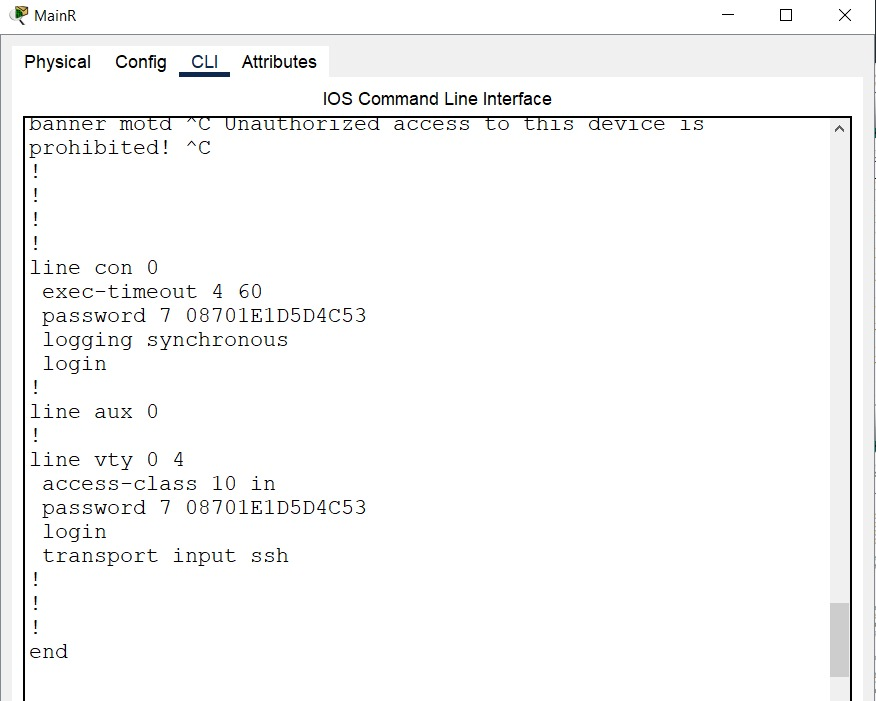 MainR
Physical Config CLI Attributes
IOS Command Line Interface
banner motd ^C Unauthorized access to this device is
prohibited! ^C
!
!
!
!
line con 0
 exec-timeout 4 60
 password 7 08701E1D5D4C53
 logging synchronous
 login
!
line aux 0
!
line vty 0 4
 access-class 10 in
 password 7 08701E1D5D4C53
 login
 transport input ssh
!
!
!
end